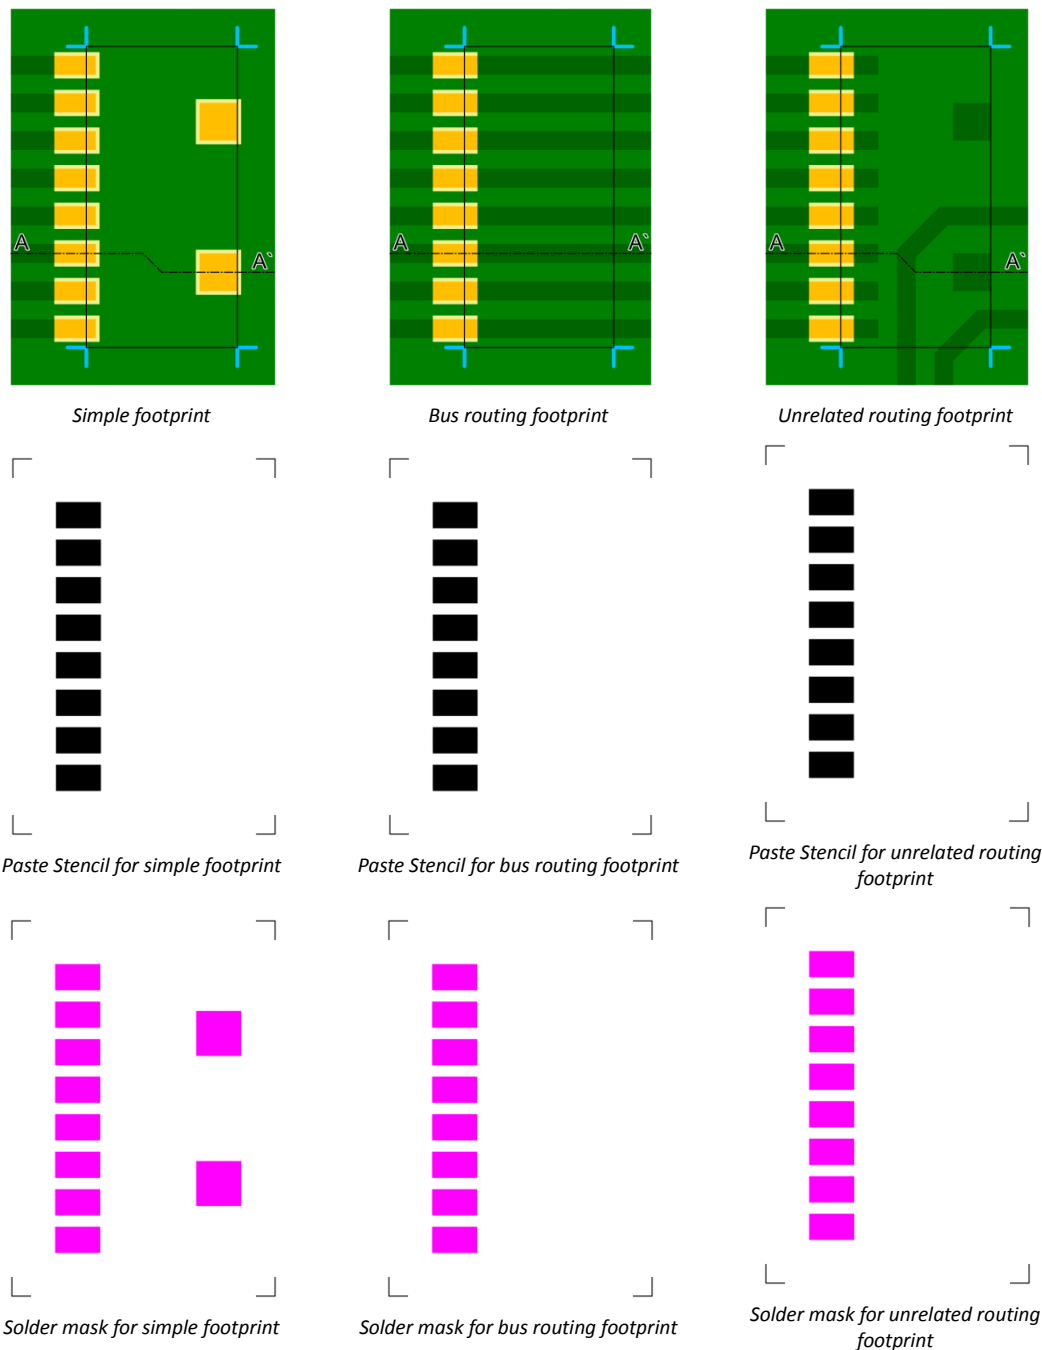 A A` A A` A A`
Simple footprint Bus routing footprint Unrelated routing footprint
Paste Stencil for simple footprint Paste Stencil for bus routing footprint Paste Stencil for unrelated routing
footprint
Solder mask for simple footprint Solder mask for bus routing footprint Solder mask for unrelated routing
footprint